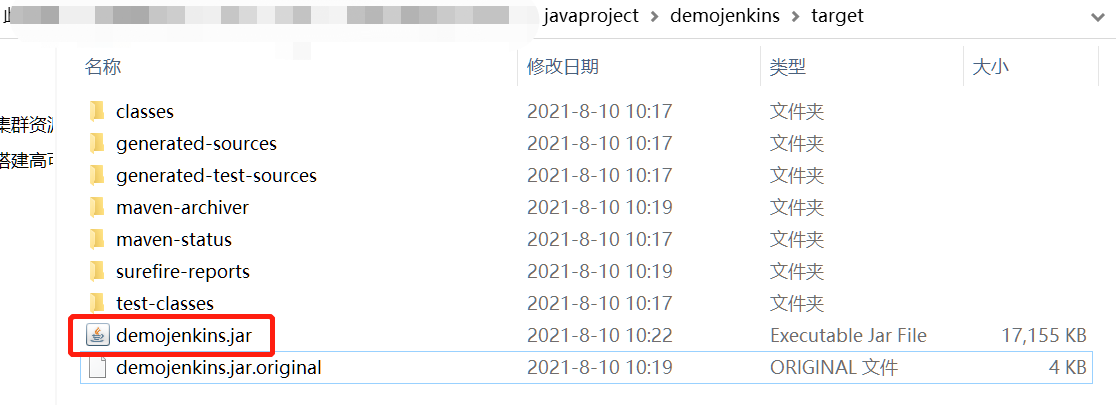 javaproject > demojenkins > target
名称 修改日期 类型 大小
classes 2021-8-10 10:17 文件夹
集群资
generated-sources 2021-8-10 10:17 文件夹
搭建高
generated-test-sources 2021-8-10 10:17 文件夹
maven-archiver 2021-8-10 10:19 文件夹
maven-status 2021-8-10 10:17 文件夹
surefire-reports 2021-8-10 10:19 文件夹
test-classes 2021-8-10 10:17 文件夹
demojenkins.jar 2021-8-10 10:22 Executable Jar File 17,155 KB
demojenkins.jar.original 2021-8-10 10:19 ORIGINAL 文件 4 KB